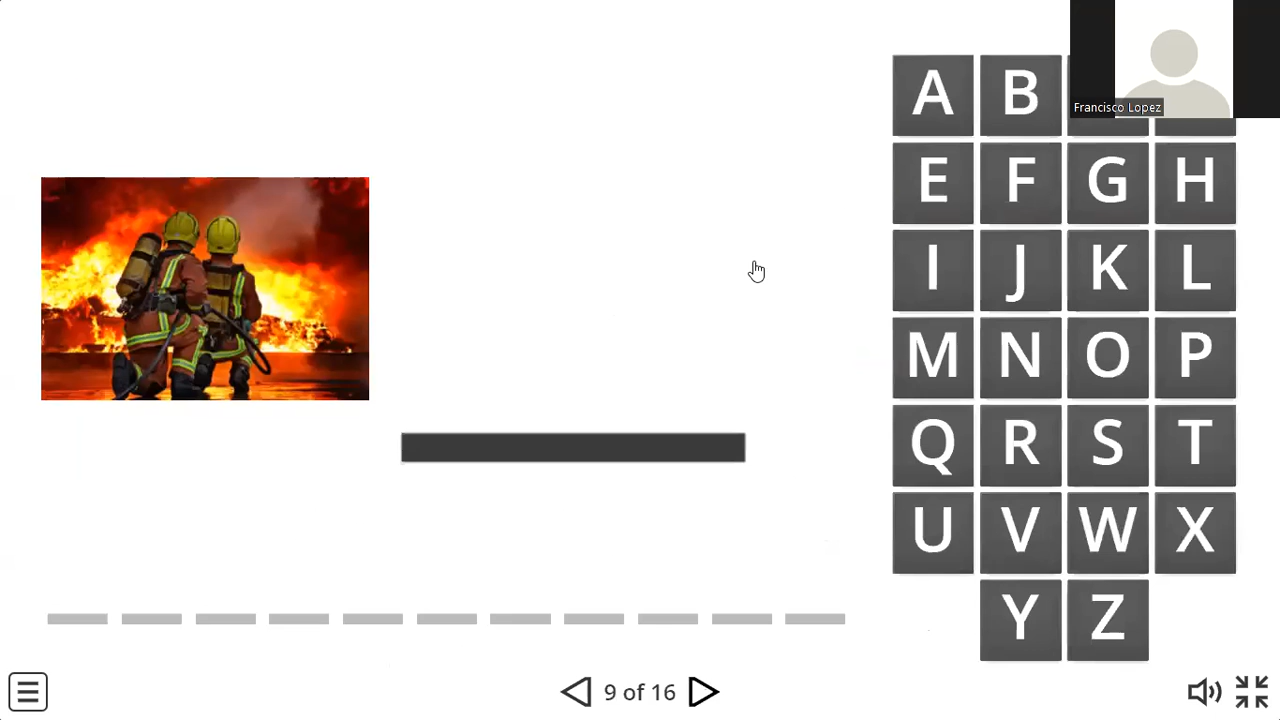 A B
Francisco Lopez
E F G H
I J K L
M N O P
Q R S T
U V W X
Y Z
9 of 16